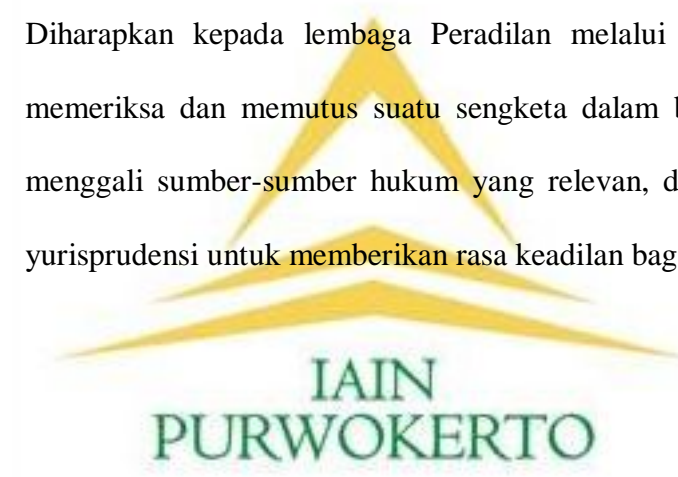 Diharapkan kepada lembaga Peradilan melalui
memeriksa dan memutus suatu sengketa dalam
menggali sumber-sumber hukum yang relevan,
yurisprudensi untuk memberikan rasa keadilan
IAIN
PURWOKERTO